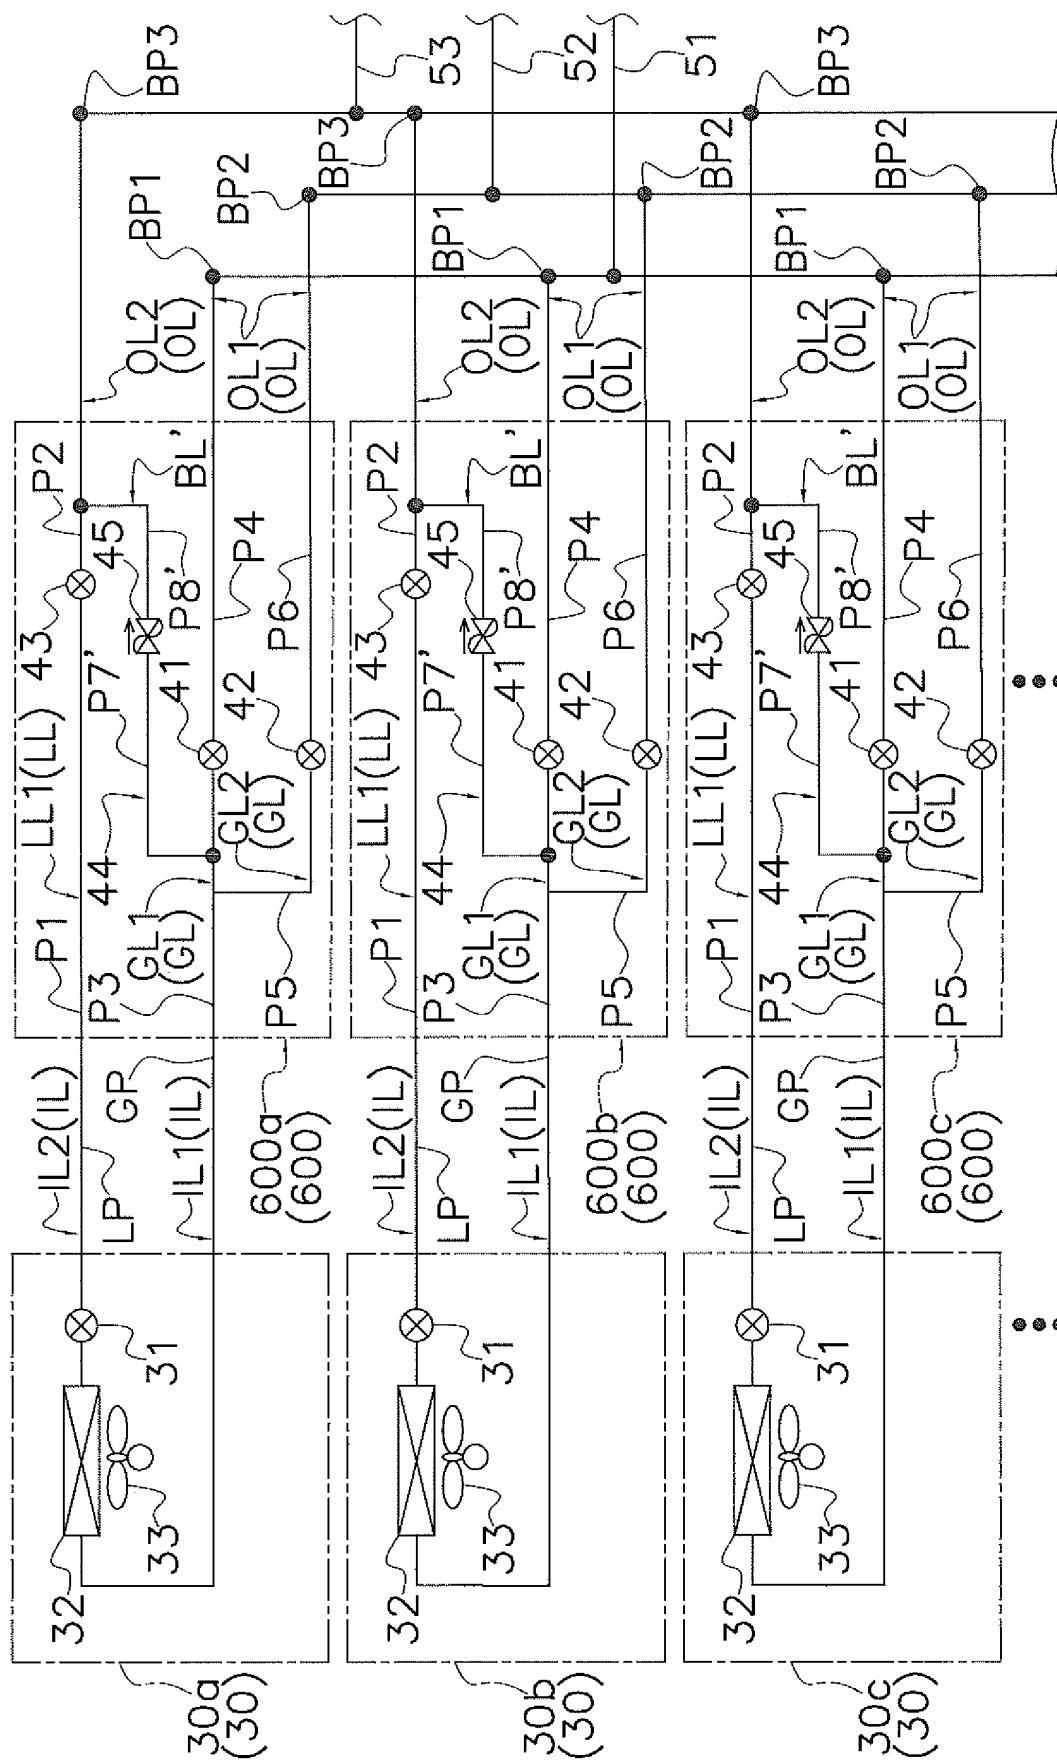 BP3
53
52
51
BP3
BP3
BP2
BP2
BP2
BP1
BP1
BP1
OL2
(OL)
OL1
(OL)
OL2
(OL)
OL1
(OL)
OL2
(OL)
OL1
(OL)
LL1(LL)
43
P2
45
BL'
P7'
P8'
P4
41
42
P6
44
P1
P3
GL1
(GL)
GL2
(GL)
P5
LL1(LL)
43
P2
45
BL'
P7'
P8'
P4
41
42
P6
44
P1
P3
GL1
(GL)
GL2
(GL)
P5
LL1(LL)
43
P2
45
BL'
P7'
P8'
P4
41
42
P6
44
P1
P3
GL1
(GL)
GL2
(GL)
P5
IL2(IL)
LP
GP
IL1(IL)
600a
(600)
IL2(IL)
LP
GP
IL1(IL)
600b
(600)
IL2(IL)
LP
GP
IL1(IL)
600c
(600)
31
32
33
30a
(30)
31
32
33
30b
(30)
31
32
33
30c
(30)